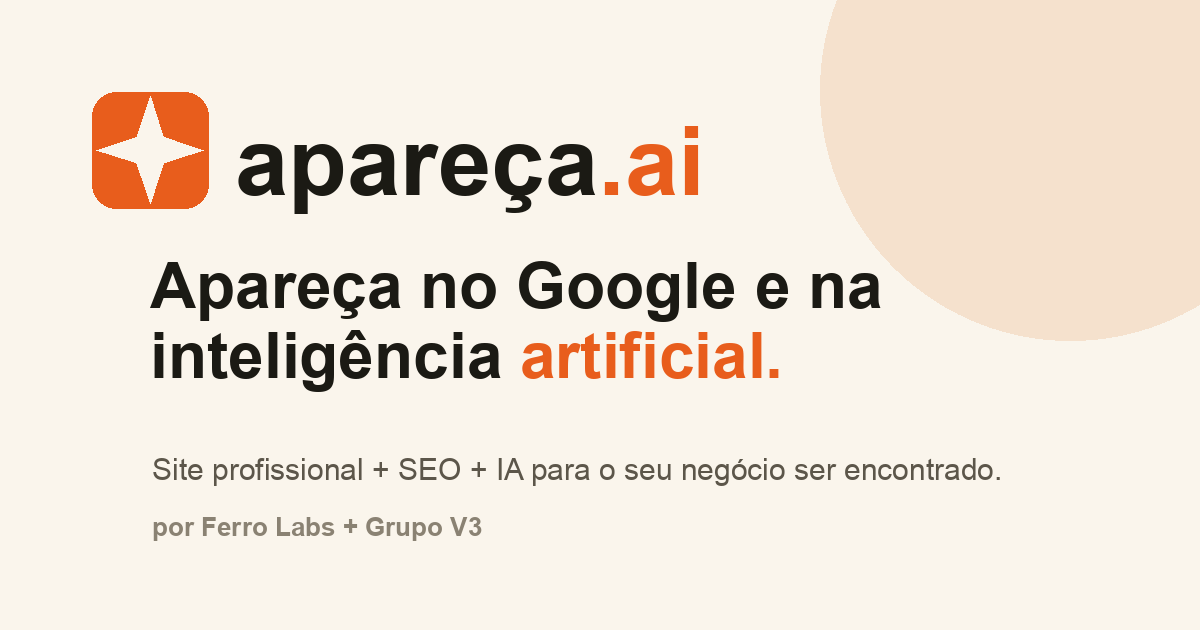 apareça.ai
Apareça no Google e na
inteligência artificial.
Site profissional + SEO + IA para o seu negócio ser encontrado.
por Ferro Labs + Grupo V3